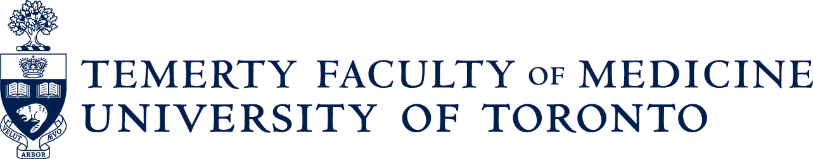 TEMERTY FACULTY OF MEDICINE
UNIVERSITY OF TORONTO
VELUT ARBOR ÆVO